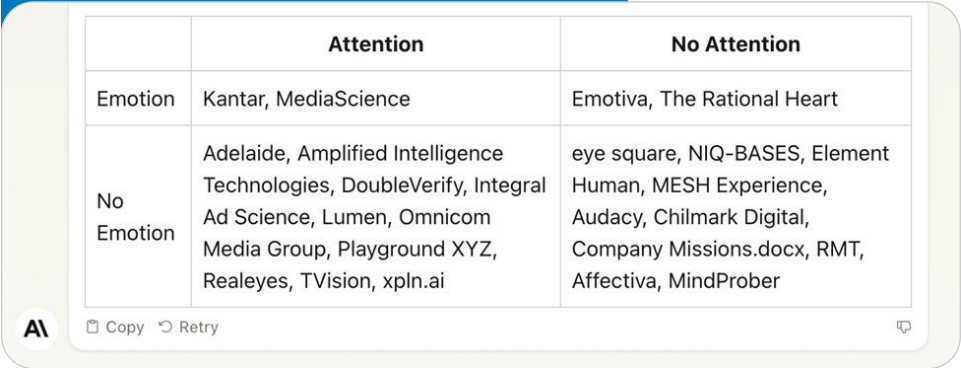 Attention
No Attention
Emotion
Kantar, MediaScience
Emotiva, The Rational Heart
No
Emotion
Adelaide, Amplified Intelligence
Technologies, DoubleVerify, Integral
Ad Science, Lumen, Omnicom
Media Group, Playground XYZ,
Realeyes, TVision, xpln.ai
eye square, NIQ-BASES, Element
Human, MESH Experience,
Audacy, Chilmark Digital,
Company Missions.docx, RMT,
Affectiva, MindProber
A\
Copy
Retry